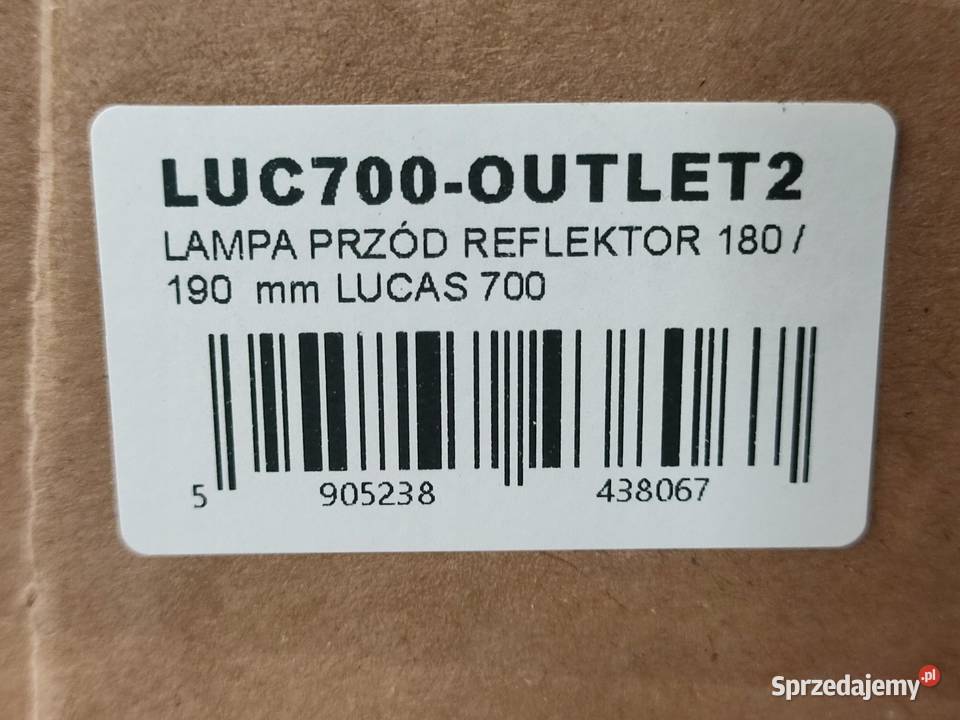 LUC700-OUTLET2
LAMPA PRZÓD REFLEKTOR 180 /
190 mm LUCAS 700
5 905238 438067
Sprzedajemy.pl